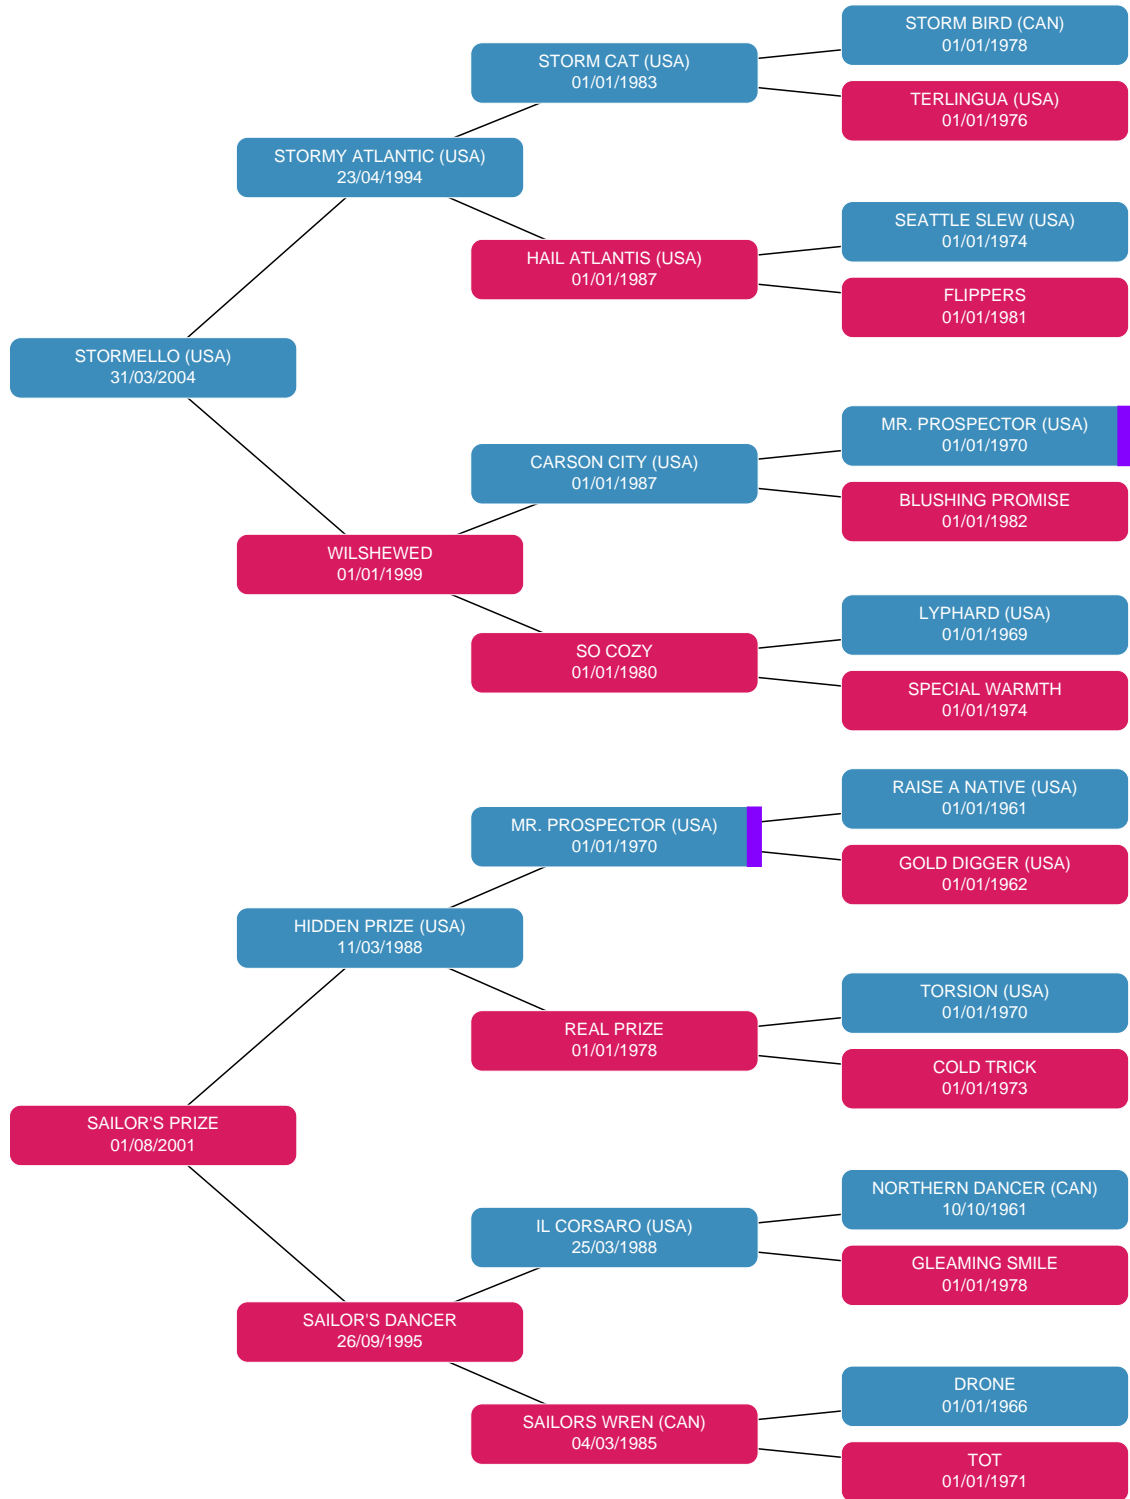 STORM BIRD (CAN)
01/01/1978
STORM CAT (USA)
01/01/1983
TERLINGUA (USA)
01/01/1976
STORMY ATLANTIC (USA)
23/04/1994
SEATTLE SLEW (USA)
01/01/1974
HAIL ATLANTIS (USA)
01/01/1987
FLIPPERS
01/01/1981
STORMELLO (USA)
31/03/2004
MR. PROSPECTOR (USA)
01/01/1970
CARSON CITY (USA)
01/01/1987
BLUSHING PROMISE
01/01/1982
WILSHEWED
01/01/1999
LYPHARD (USA)
01/01/1969
SO COZY
01/01/1980
SPECIAL WARMTH
01/01/1974
RAISE A NATIVE (USA)
01/01/1961
MR. PROSPECTOR (USA)
01/01/1970
GOLD DIGGER (USA)
01/01/1962
HIDDEN PRIZE (USA)
11/03/1988
TORSION (USA)
01/01/1970
REAL PRIZE
01/01/1978
COLD TRICK
01/01/1973
SAILOR'S PRIZE
01/08/2001
NORTHERN DANCER (CAN)
10/10/1961
IL CORSARO (USA)
25/03/1988
GLEAMING SMILE
01/01/1978
SAILOR'S DANCER
26/09/1995
DRONE
01/01/1966
SAILORS WREN (CAN)
04/03/1985
TOT
01/01/1971